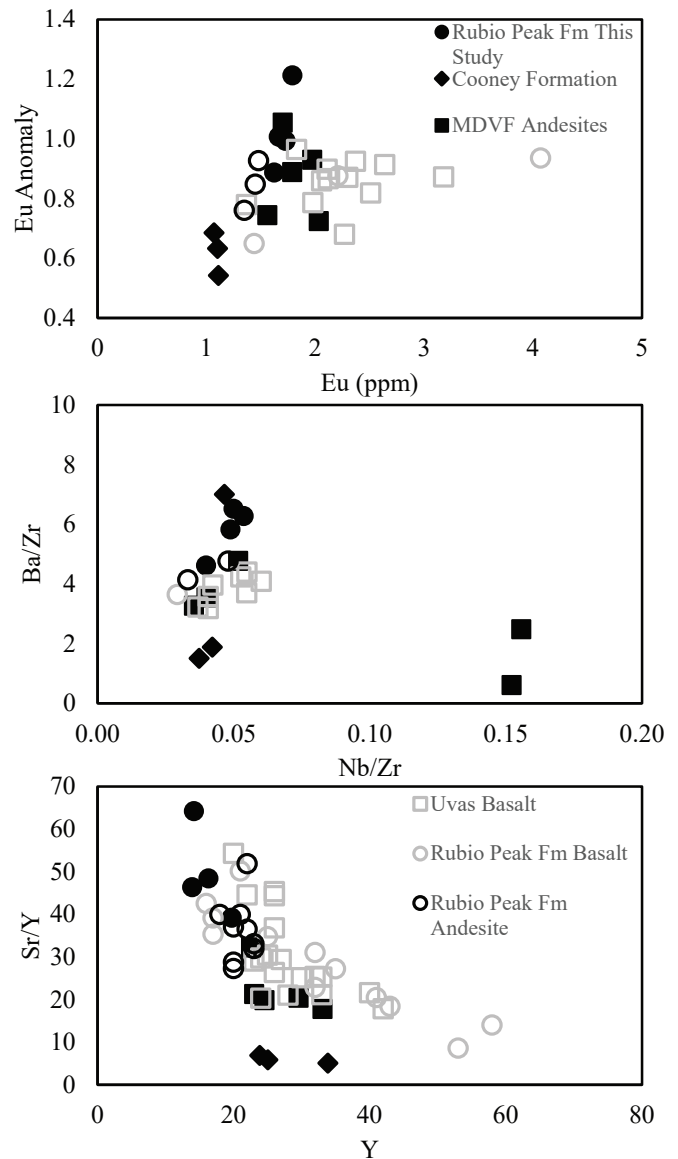 1.4
1.2
1.0
0.8
0.6
0.4
Eu Anomaly
Rubio Peak Fm This
Study
Cooney Formation
MDVF Andesites
0 1 2 3 4 5
Eu (ppm)
10
8
6
4
2
0
Ba/Zr
0.00 0.05 0.10 0.15 0.20
Nb/Zr
70
60
50
40
30
20
10
0
Sr/Y
Uvas Basalt
Rubio Peak Fm Basalt
Rubio Peak Fm
Andesite
0 20 40 60 80
Y